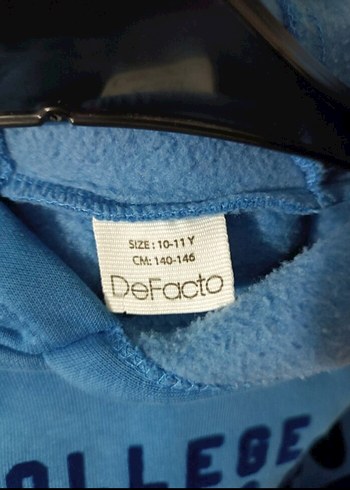 SIZE: 10-11 Y
CM: 140-146
DeFacto
OLLEGE